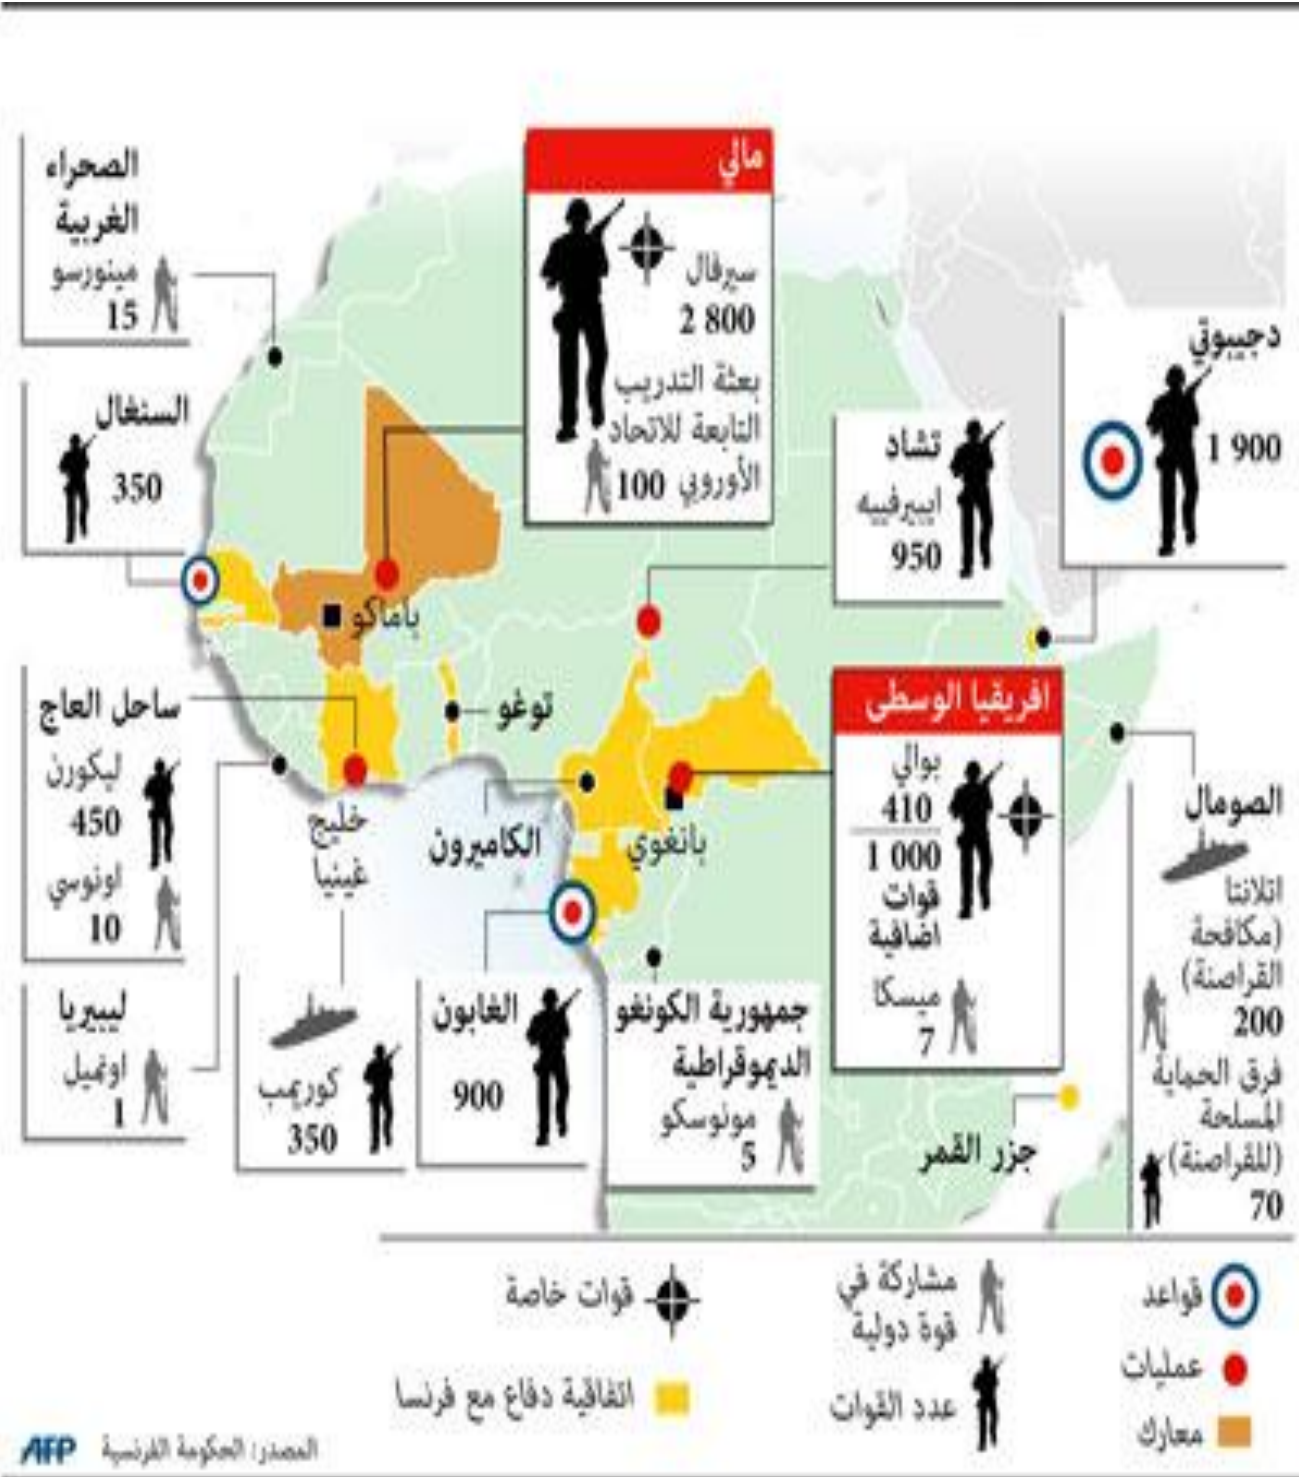 مالي
سيرفال
2 800
بعثة التدريب
التابعة للاتحاد
الأوروبي 100
الصحراء
الغربية
مينورسو
15
السنغال
350
دجيبوتي
1 900
تشاد
ايبيرفييه
950
باماكو
ساحل العاج
ليكورن
450
اونوسي
10
توغو
خليج
غينيا
الكاميرون
بانغوي
افريقيا الوسطى
بوالي
410
1 000
قوات
اضافية
ميسكا
7
الصومال
اتلانتا
(مكافحة
القراصنة)
200
فرق الحماية
المسلحة
(للقراصنة)
70
ليبيريا
اونميل
1
كوريمب
350
الغابون
900
جمهورية الكونغو
الديموقراطية
مونوسكو
5
جزر القمر
قواعد
عمليات
معارك
مشاركة في
قوة دولية
عدد القوات
قوات خاصة
اتفاقية دفاع مع فرنسا
المصدر: الحكومة الفرنسية
AFP